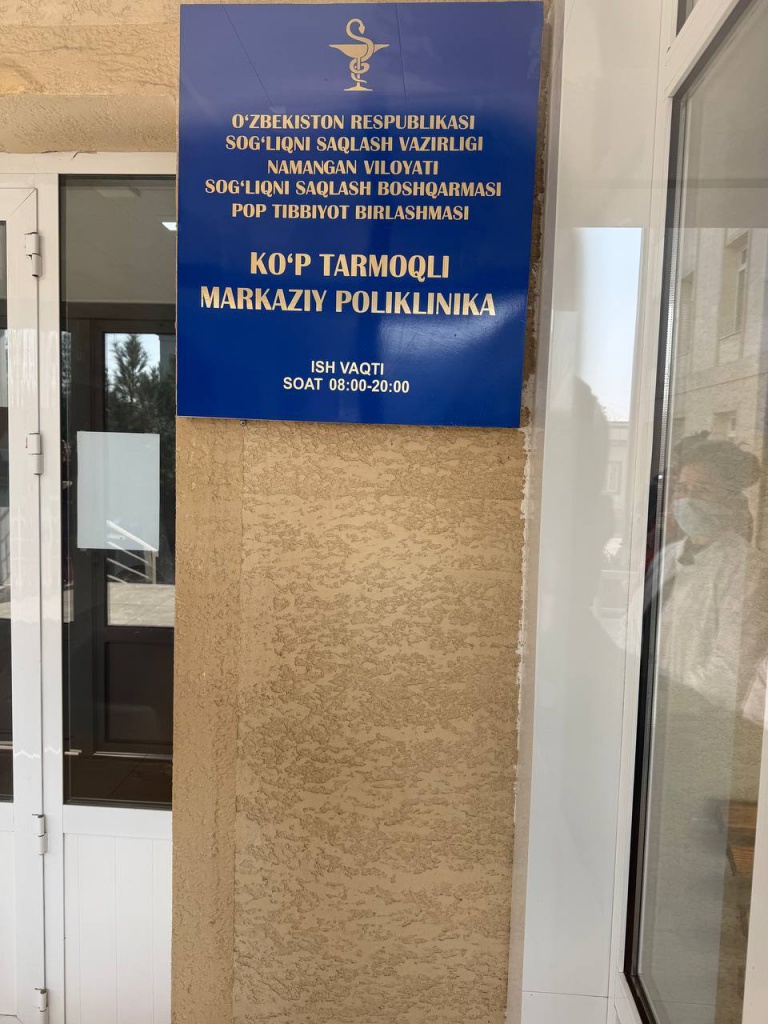 O‘ZBEKISTON RESPUBLIKASI
SOG‘LIQNI SAQLASH VAZIRLIGI
NAMANGAN VILOYATI
SOG‘LIQNI SAQLASH BOSHQARMASI
POP TIBBIYOT BIRLASHMASI
KO‘P TARMOQLI
MARKAZIY POLIKLINIKA
ISH VAQTI
SOAT 08:00-20:00